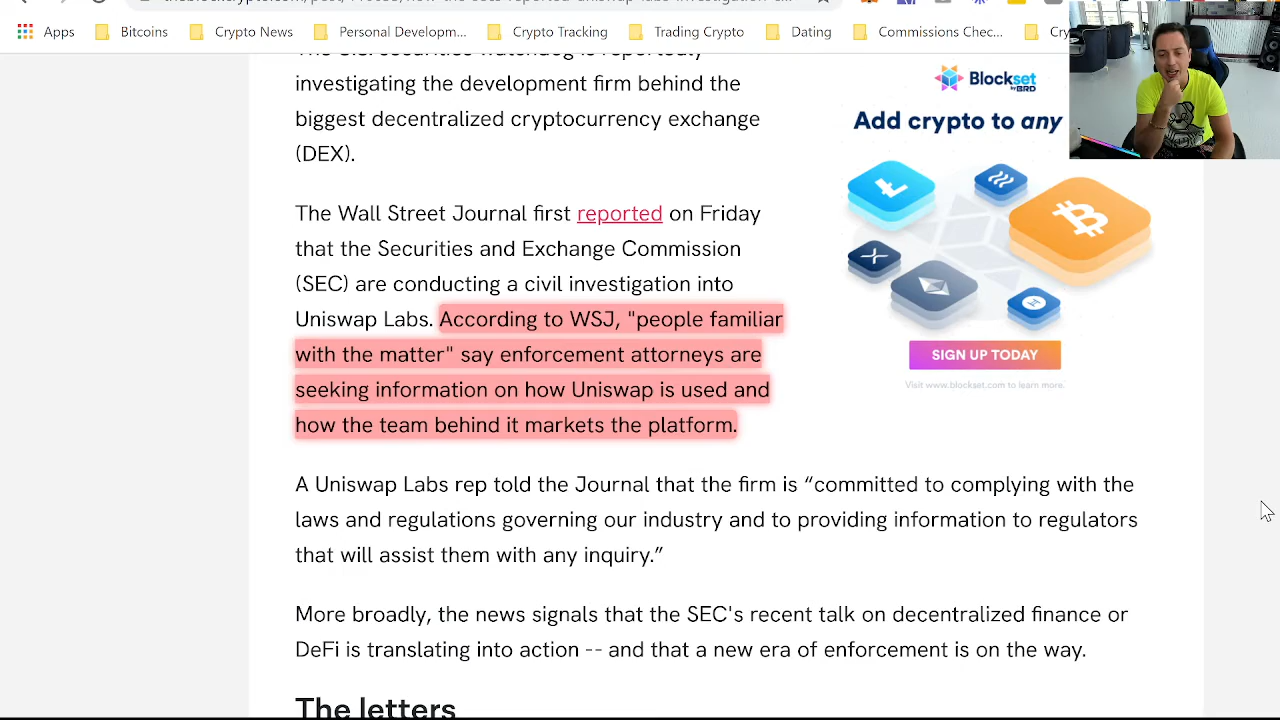 Apps Bitcoins Crypto News Personal Developm... Crypto Tracking Trading Crypto Dating Commissions Chec...
investigating the development firm behind the
biggest decentralized cryptocurrency exchange
(DEX).
The Wall Street Journal first reported on Friday
that the Securities and Exchange Commission
(SEC) are conducting a civil investigation into
Uniswap Labs. According to WSJ, "people familiar
with the matter" say enforcement attorneys are
seeking information on how Uniswap is used and
how the team behind it markets the platform.
Blockset
by BRD
Add crypto to any
SIGN UP TODAY
Visit www.blockset.com to learn more.
A Uniswap Labs rep told the Journal that the firm is “committed to complying with the
laws and regulations governing our industry and to providing information to regulators
that will assist them with any inquiry.”
More broadly, the news signals that the SEC's recent talk on decentralized finance or
DeFi is translating into action -- and that a new era of enforcement is on the way.
The letters